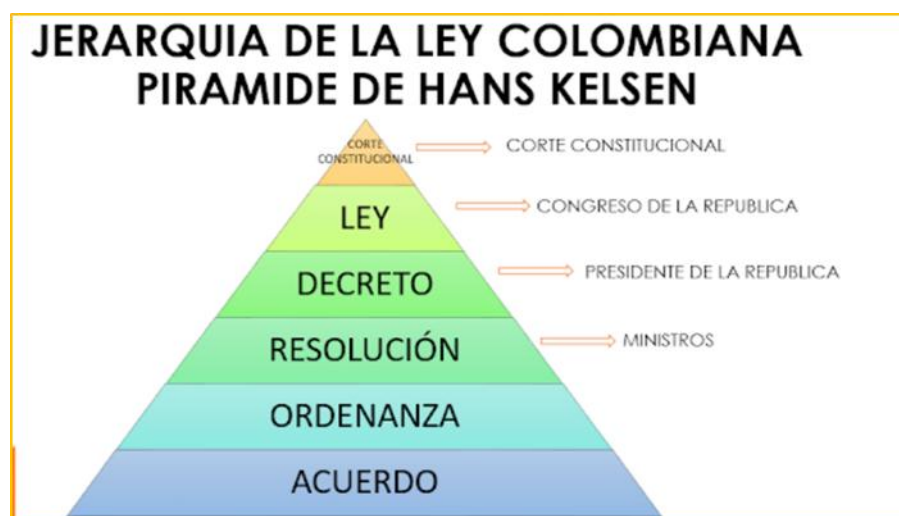 JERARQUIA DE LA LEY COLOMBIANA
PIRAMIDE DE HANS KELSEN
CORTE
CONSTITUCIONAL
CORTE CONSTITUCIONAL
LEY
CONGRESO DE LA REPUBLICA
DECRETO
PRESIDENTE DE LA REPUBLICA
RESOLUCIÓN
MINISTROS
ORDENANZA
ACUERDO